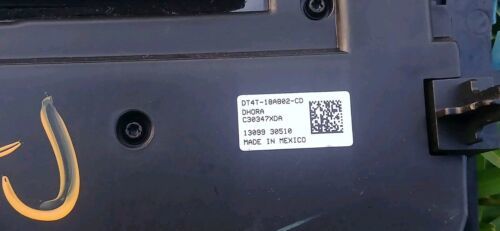 DT4T-18A802-CD
DHORA
C30347XDA
13099 30510
MADE IN MEXICO